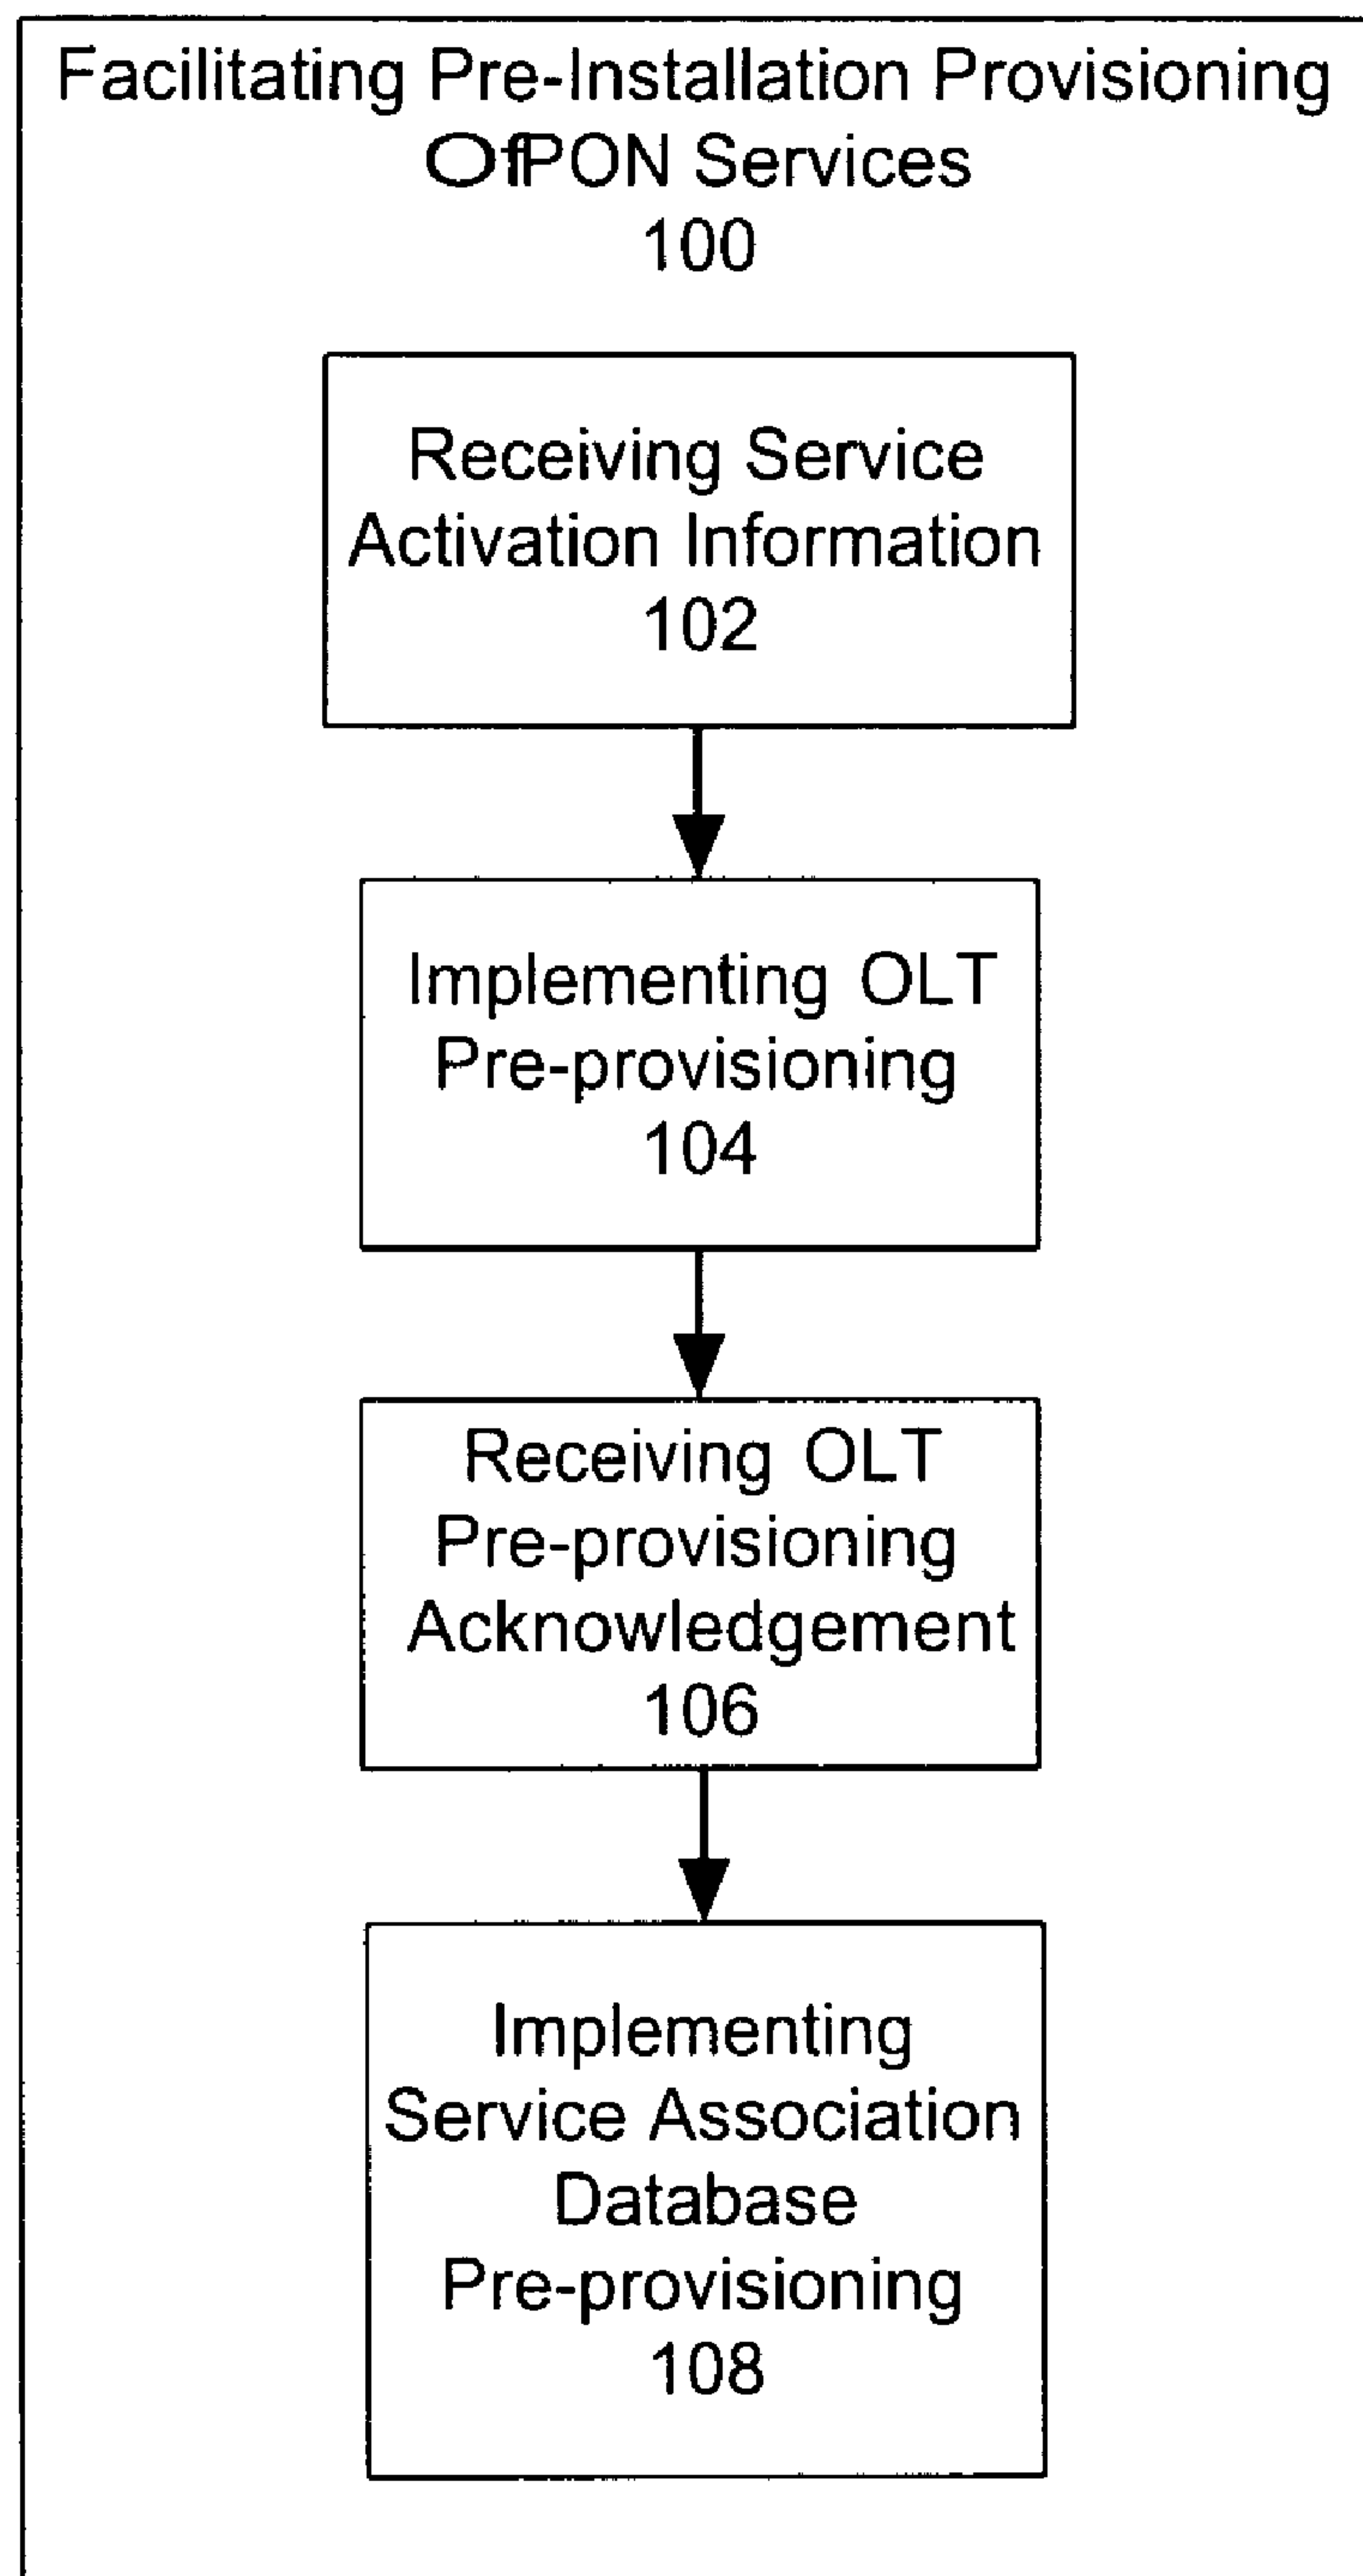 Facilitating Pre-Installation Provisioning
OfPON Services
100
Receiving Service
Activation Information
102
Implementing OLT
Pre-provisioning
104
Receiving OLT
Pre-provisioning
Acknowledgement
106
Implementing
Service Association
Database
Pre-provisioning
108